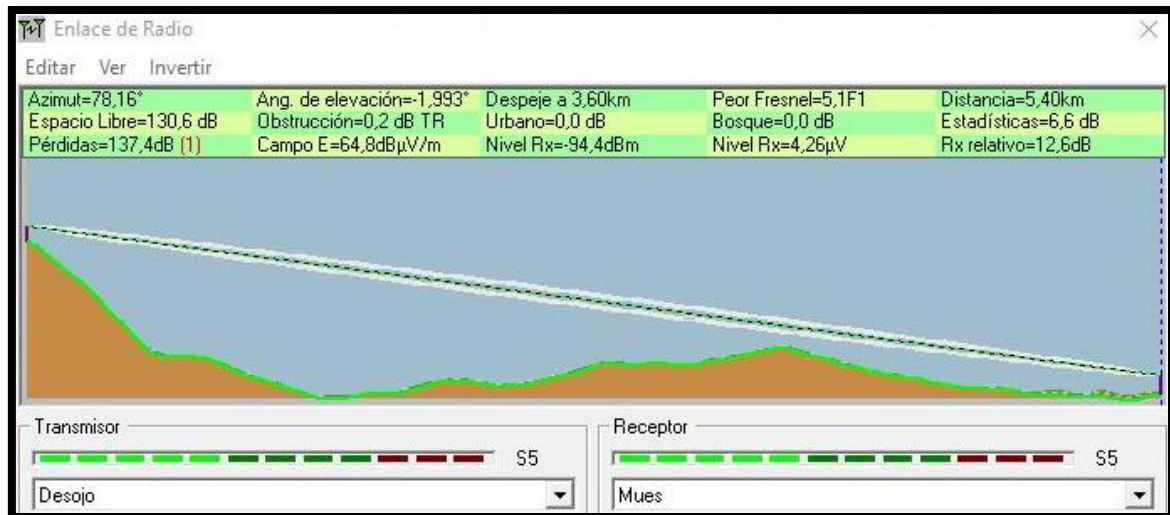 Enlace de Radio
Editar Ver Invertir
Azimut=78,16° Ang. de elevación=-1,993° Despeje a 3,60km Peor Fresnel=5,1F1 Distancia=5,40km
Espacio Libre=130,6 dB Obstrucción=0,2 dB TR Urbano=0,0 dB Bosque=0,0 dB Estadísticas=6,6 dB
Pérdidas=137,4dB (1) Campo E=64,8dBµV/m Nivel Rx=-94,4dBm Nivel Rx=4,26µV Rx relativo=12,6dB
Transmisor Receptor
S5 S5
Desojo Mues